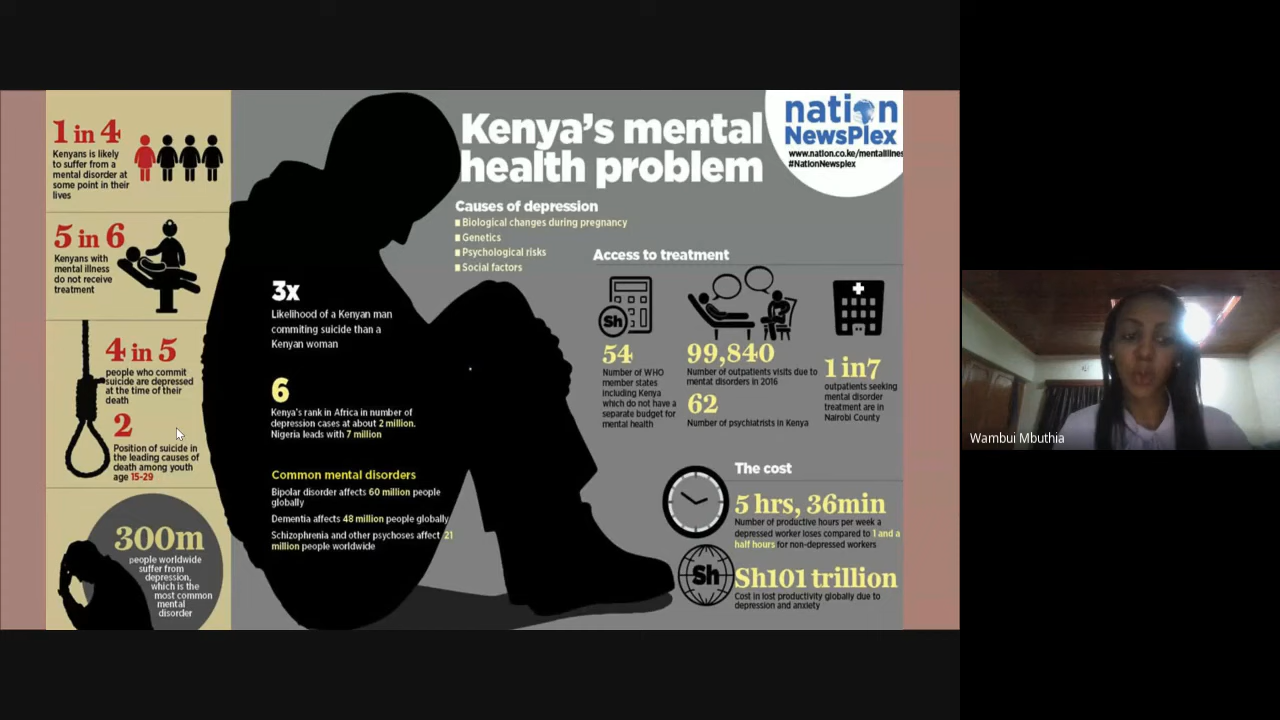 1 in 4
Kenyans is likely
to suffer from a
mental disorder at
some point in their
lives
5 in 6
Kenyans with
mental illness
do not receive
treatment
4 in 5
people who commit
suicide are depressed
at the time of their
death
2
Position of suicide in
the leading causes of
death among youth
age 15-29
300m
people worldwide
suffer from
depression,
which is the
most common
mental
disorder
3x
Likelihood of a Kenyan man
commiting suicide than a
Kenyan woman
6
Kenya's rank in Africa in number of
depression cases at about 2 million.
Nigeria leads with 7 million
Common mental disorders
Bipolar disorder affects 60 million people
globally
Dementia affects 48 million people globally
Schizophrenia and other psychoses affect 21
million people worldwide
Kenya's mental
health problem
nation
NewsPlex
www.nation.co.ke/mentalillnes
#NationNewsplex
Causes of depression
Biological changes during pregnancy
Genetics
Psychological risks
Social factors
Access to treatment
Sh
54
Number of WHO
member states
including Kenya
which do not have a
separate budget for
mental health
99,840
Number of outpatients visits due to
mental disorders in 2016
62
Number of psychiatrists in Kenya
1 in7
outpatients seeking
mental disorder
treatment are in
Nairobi County
The cost
5 hrs, 36min
Number of productive hours per week a
depressed worker loses compared to 1 and a
half hours for non-depressed workers
Sh
Sh101 trillion
Cost in lost productivity globally due to
depression and anxiety
Wambui Mbuthia